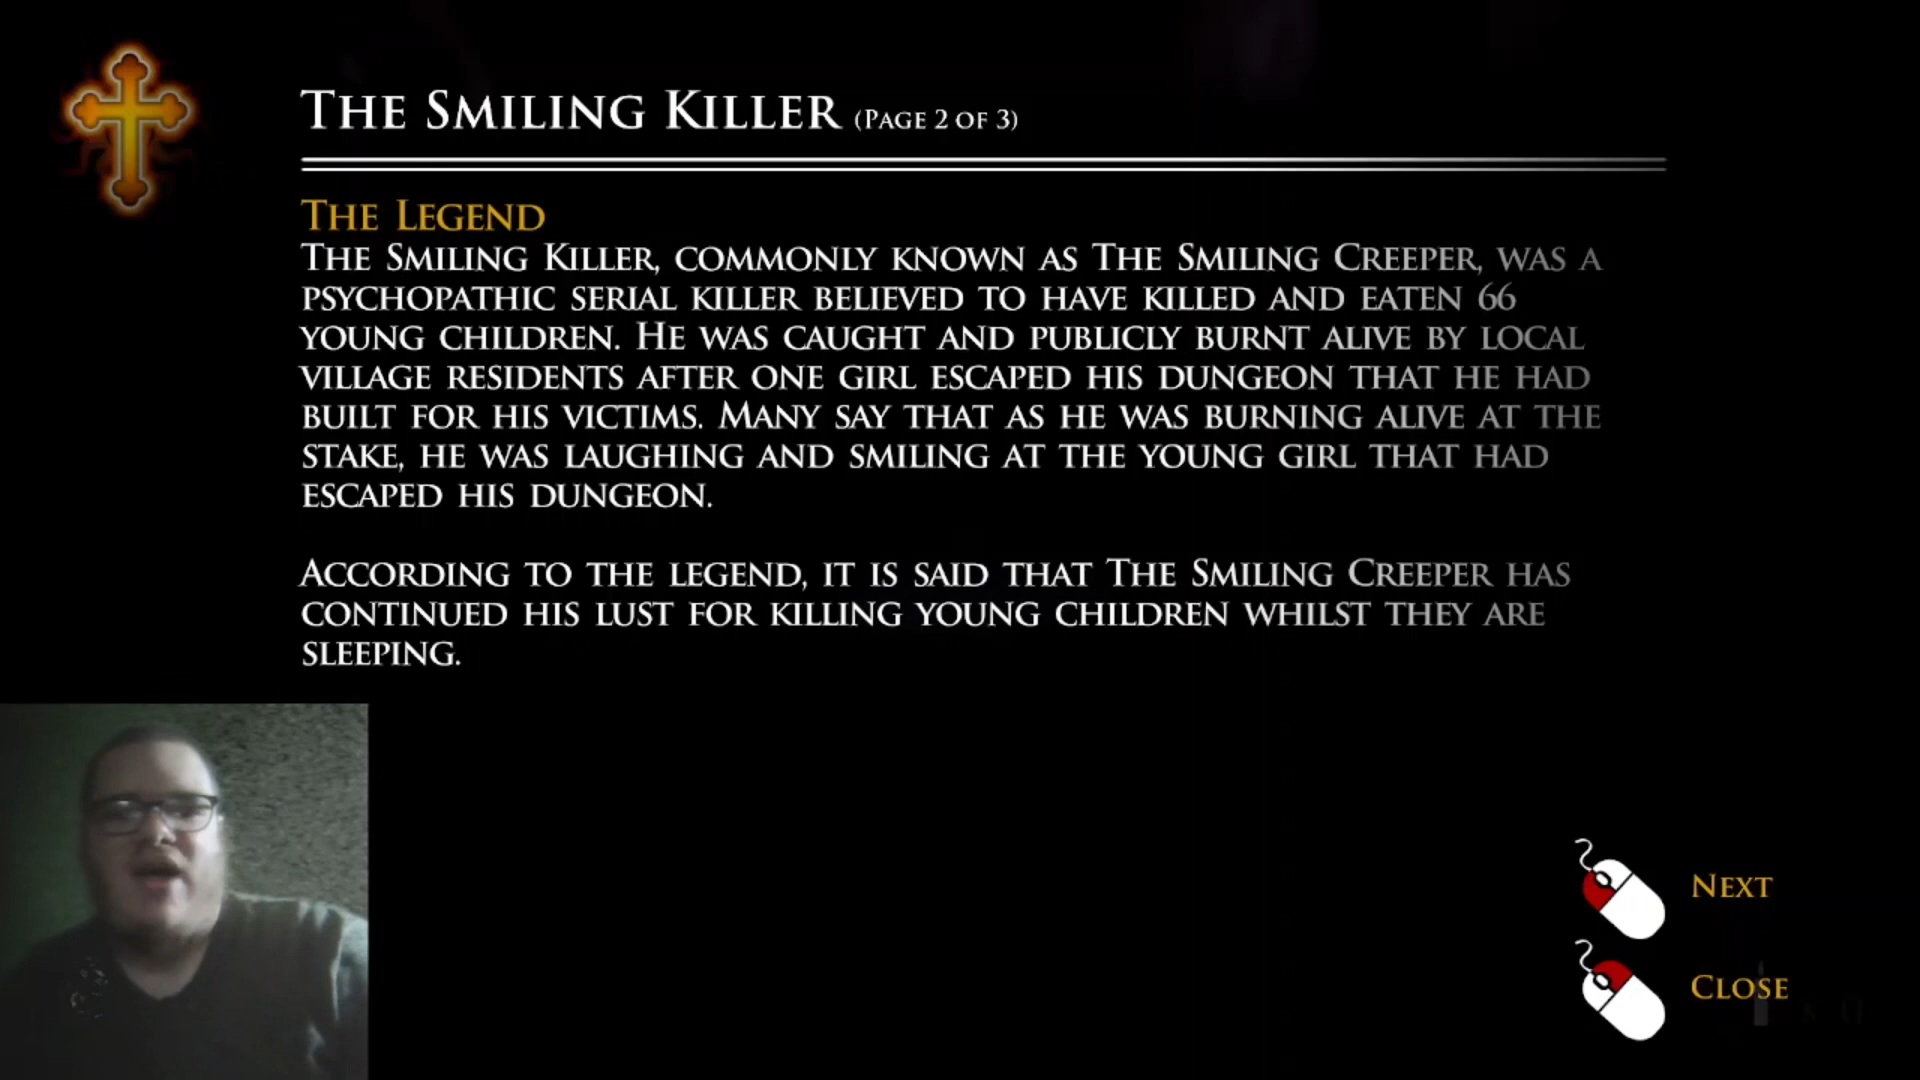 The Smiling Killer (Page 2 of 3)
The Legend
The Smiling Killer, commonly known as The Smiling Creeper, was a
psychopathic serial killer believed to have killed and eaten 66
young children. He was caught and publicly burnt alive by local
village residents after one girl escaped his dungeon that he had
built for his victims. Many say that as he was burning alive at the
stake, he was laughing and smiling at the young girl that had
escaped his dungeon.
According to the legend, it is said that The Smiling Creeper has
continued his lust for killing young children whilst they are
sleeping.
Next
Close